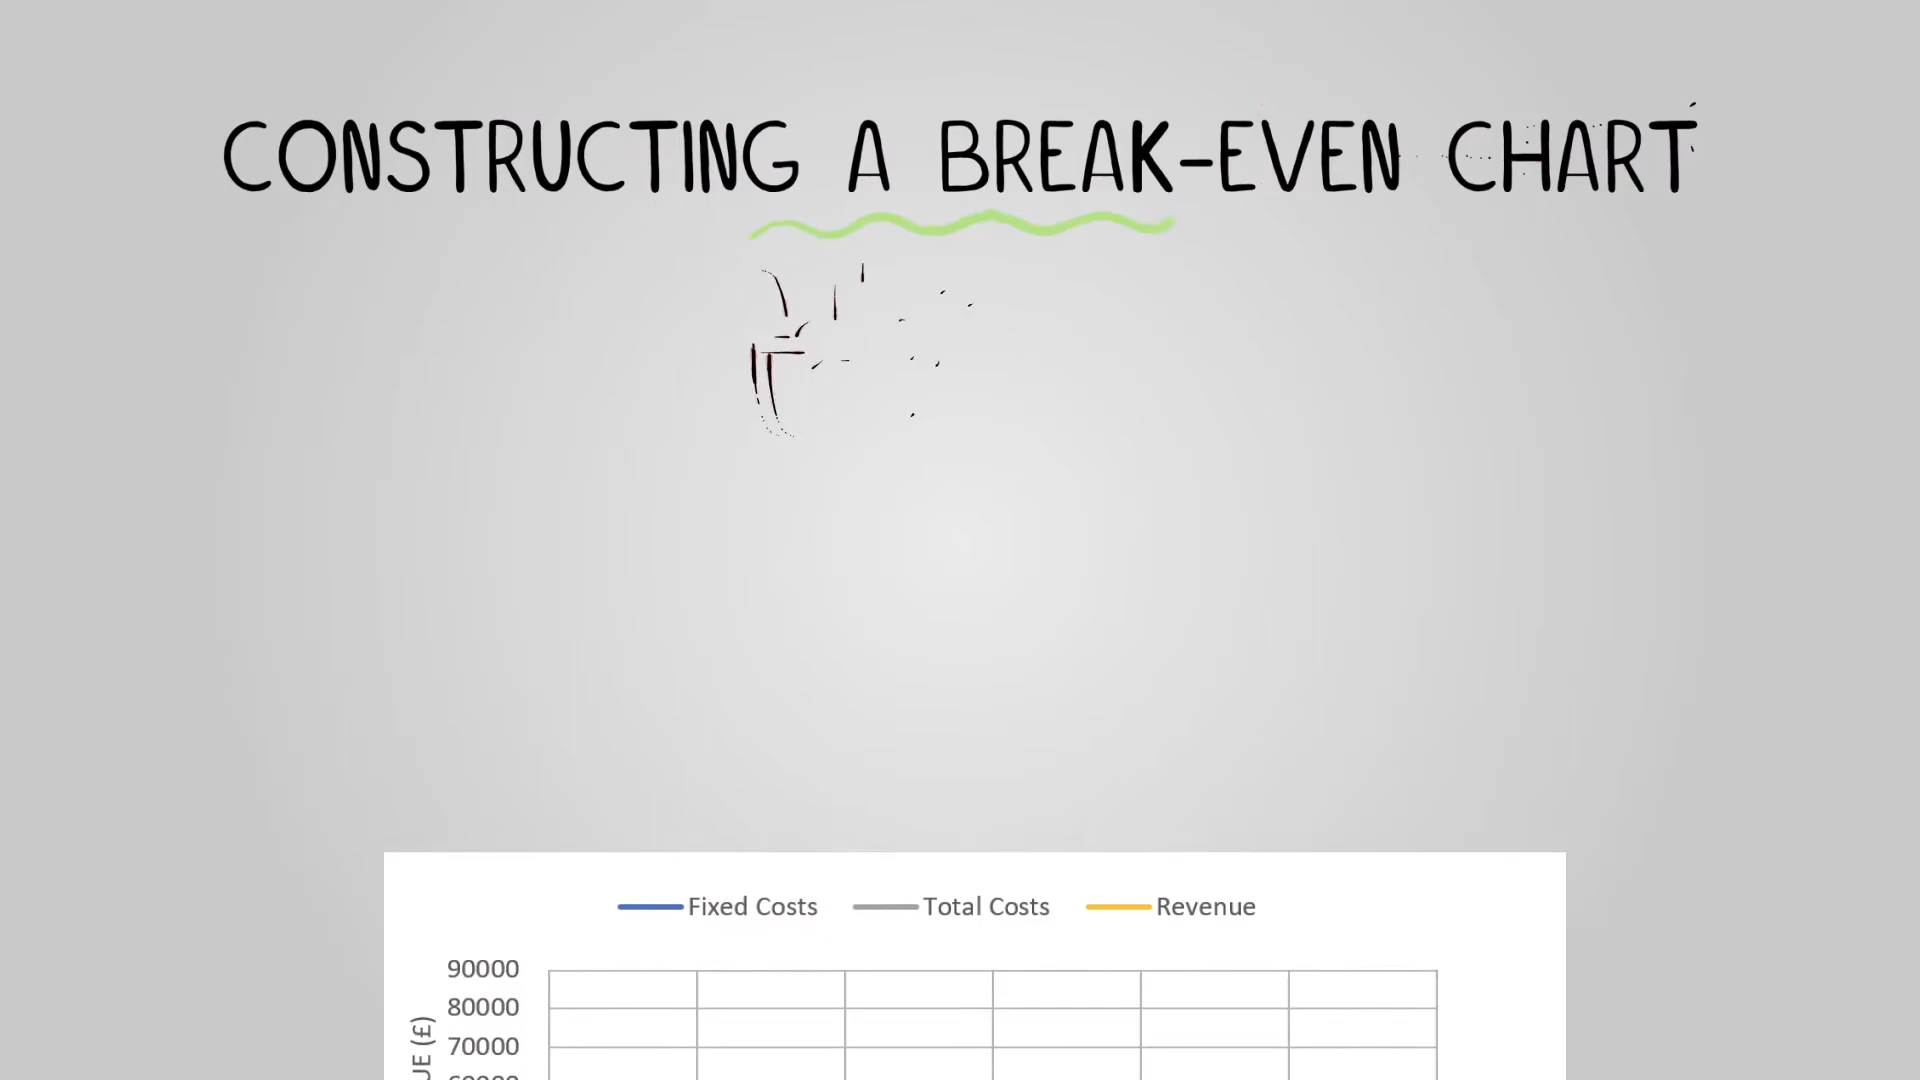 CONSTRUCTING A BREAK-EVEN CHART
Fixed Costs Total Costs Revenue
90000
80000
70000
(£)